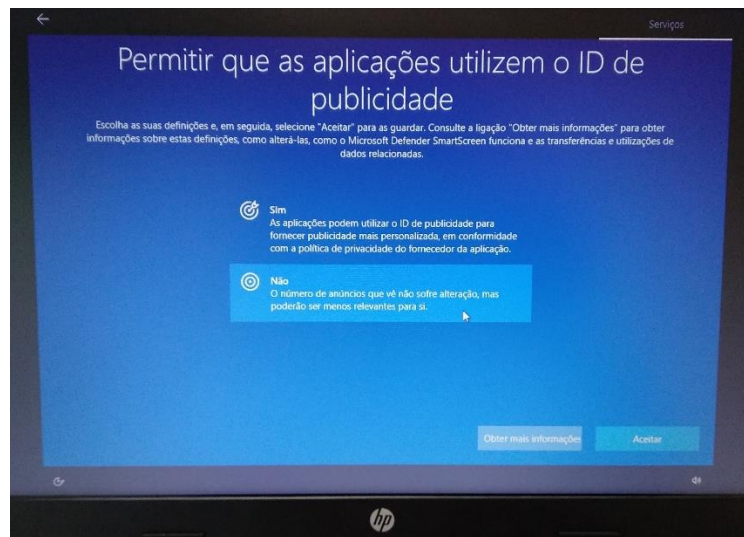 Serviços
Permitir que as aplicações utilizem o ID de
publicidade
Escolha as suas definições e, em seguida, selecione "Aceitar" para as guardar. Consulte a ligação "Obter mais informações" para obter
informações sobre estas definições, como alterá-las, como o Microsoft Defender SmartScreen funciona e as transferências e utilizações de
dados relacionadas.
Sim
As aplicações podem utilizar o ID de publicidade para
fornecer publicidade mais personalizada, em conformidade
com a política de privacidade do fornecedor da aplicação.
Não
O número de anúncios que vê não sofre alteração, mas
poderão ser menos relevantes para si.
Obter mais informações
Aceitar
hp